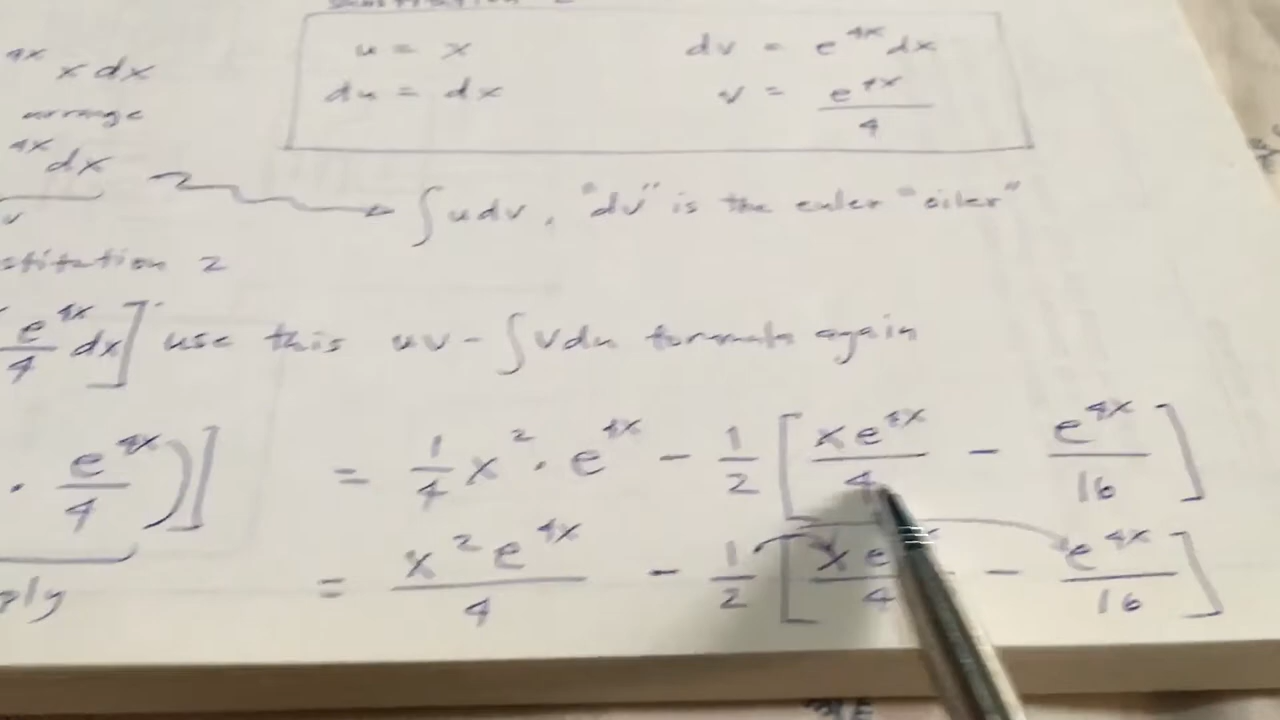 u = x dv = e^4x dx
^4x x dx
du = dx v = e^4x/4
arrange
^4x dx
∫ u dv , "dv" is the euler "oiler"
v
stitution 2
e^4x/4 dx] use this uv - ∫ v du formula again
· e^4x/4)] = 1/4 x^2 · e^4x - 1/2 [xe^4x/4 - e^4x/16]
= x^2 e^4x/4 - 1/2 [xe/4 - e^4x/16]
ply